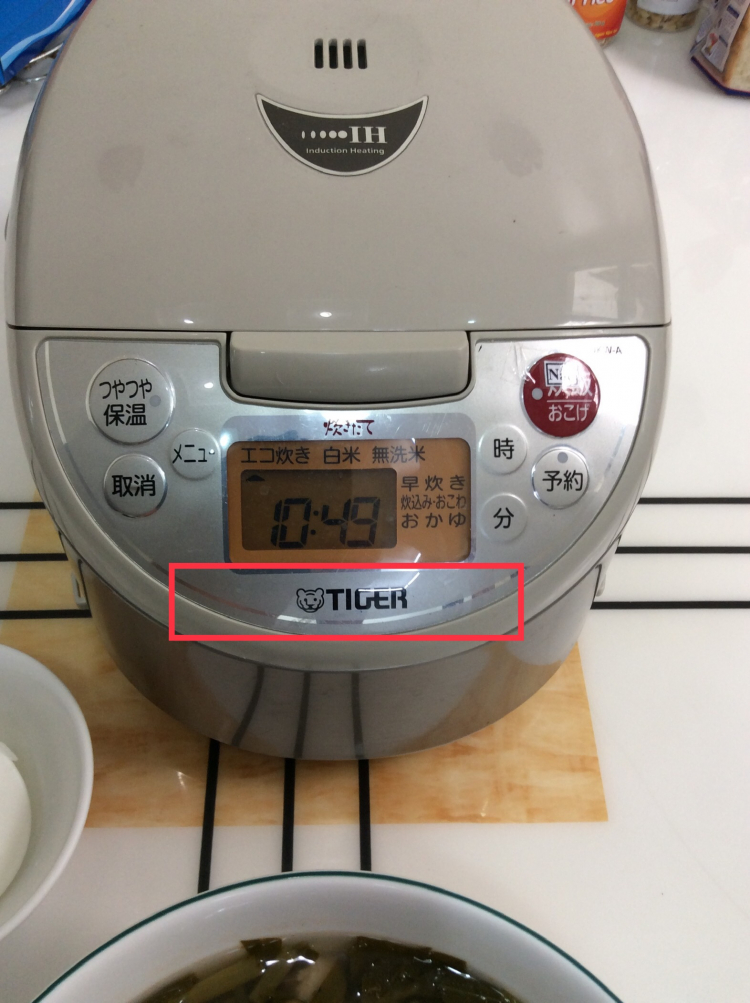 IH
Induction Heating
つやつや
保温
メニュー
取消
炊きたて
エコ炊き 白米 無洗米
早炊き
炊込み・おこわ
おかゆ
10:49
時
分
おこげ
予約
TIGER